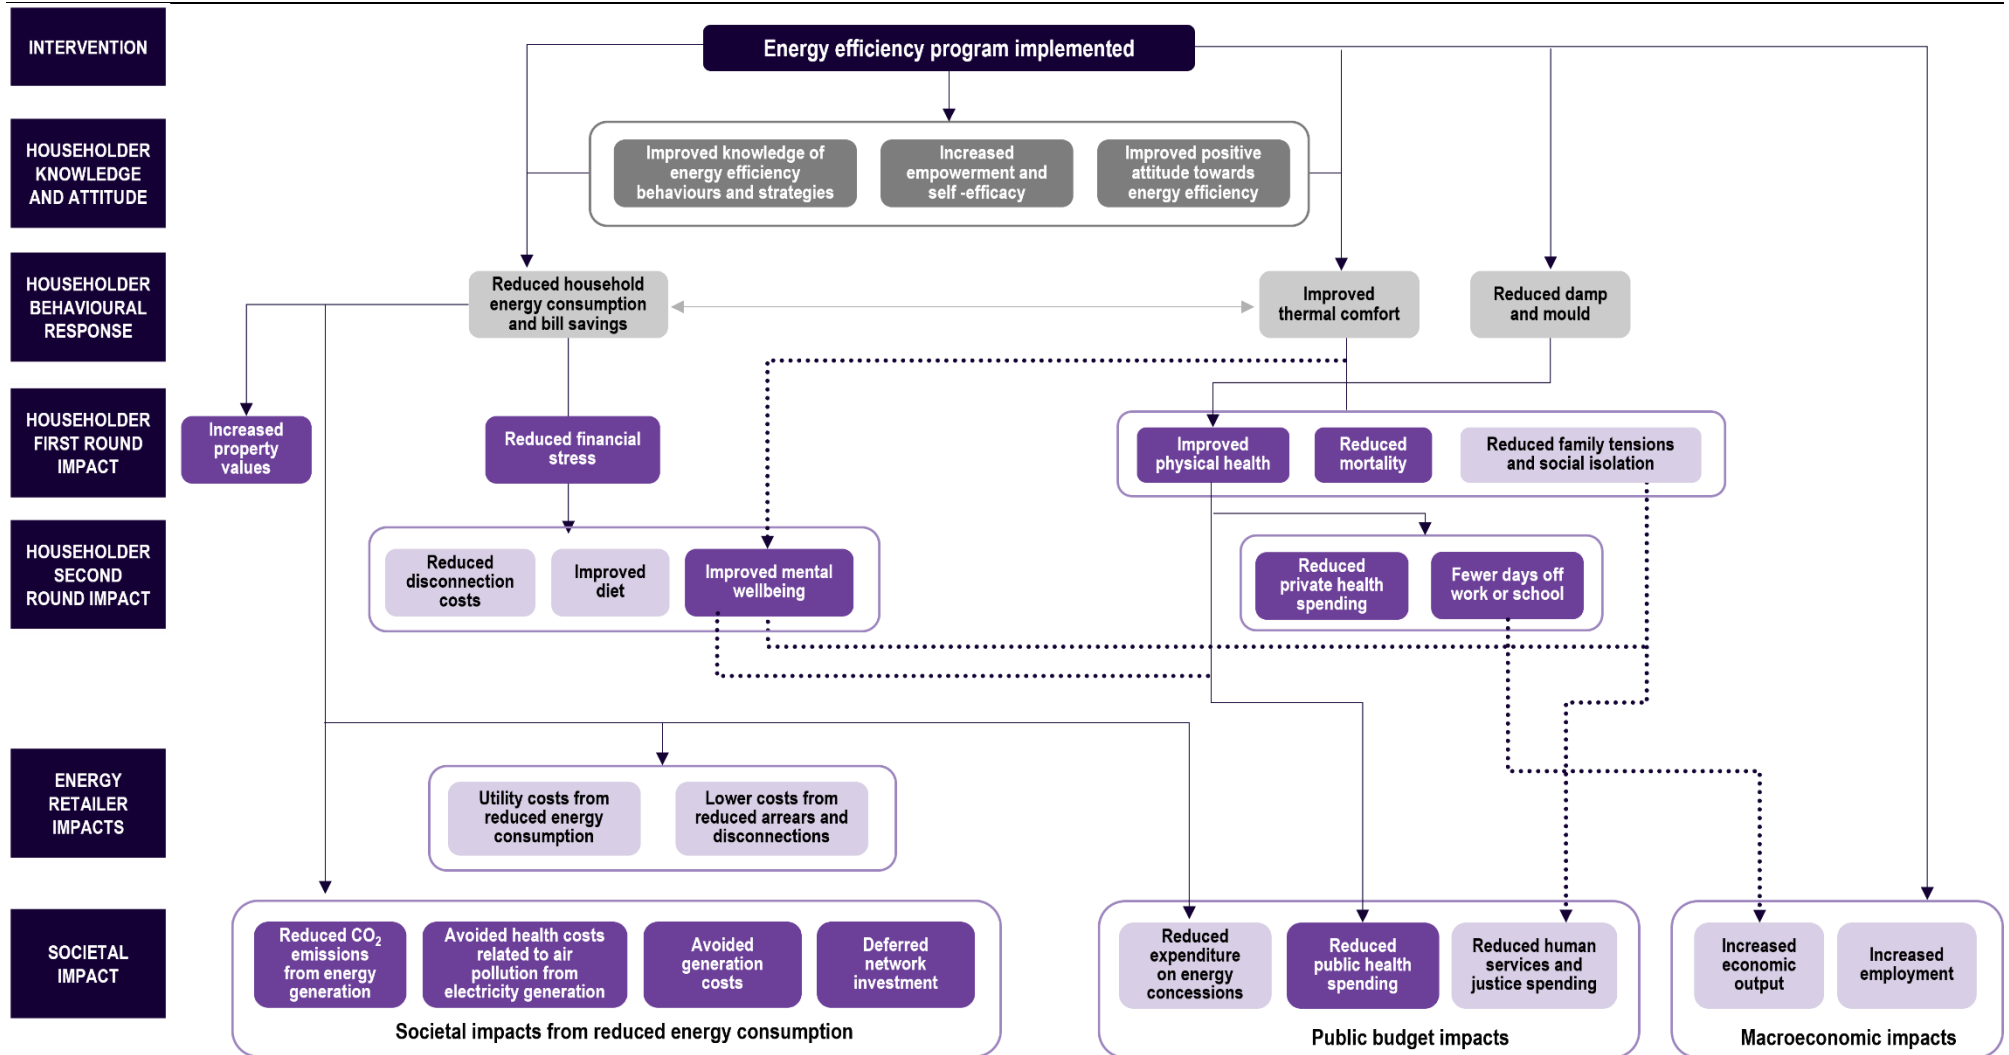 INTERVENTION
Energy efficiency program implemented
HOUSEHOLDER
KNOWLEDGE
AND ATTITUDE
Improved knowledge of
energy efficiency
behaviours and strategies
Increased
empowerment and
self -efficacy
Improved positive
attitude towards
energy efficiency
HOUSEHOLDER
BEHAVIOURAL
RESPONSE
Reduced household
energy consumption
and bill savings
Improved
thermal comfort
Reduced damp
and mould
HOUSEHOLDER
FIRST ROUND
IMPACT
Increased
property
values
Reduced financial
stress
Improved
physical health
Reduced
mortality
Reduced family tensions
and social isolation
HOUSEHOLDER
SECOND
ROUND IMPACT
Reduced
disconnection
costs
Improved
diet
Improved mental
wellbeing
Reduced
private health
spending
Fewer days off
work or school
ENERGY
RETAILER
IMPACTS
Utility costs from
reduced energy
consumption
Lower costs from
reduced arrears and
disconnections
SOCIETAL
IMPACT
Reduced CO₂
emissions
from energy
generation
Avoided health costs
related to air
pollution from
electricity generation
Avoided
generation
costs
Deferred
network
investment
Societal impacts from reduced energy consumption
Reduced
expenditure
on energy
concessions
Reduced
public health
spending
Reduced human
services and
justice spending
Public budget impacts
Increased
economic
output
Increased
employment
Macroeconomic impacts